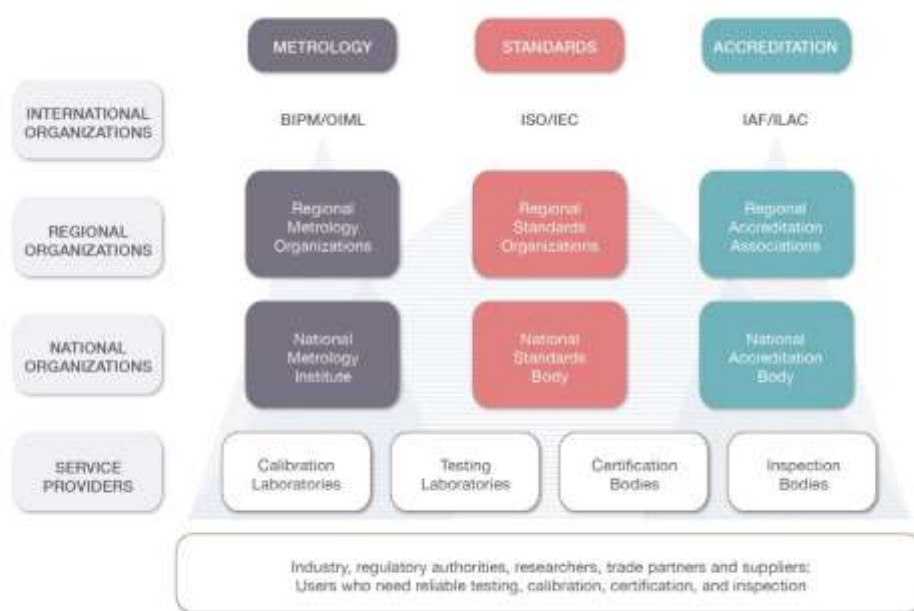 METROLOGY
STANDARDS
ACCREDITATION
INTERNATIONAL
ORGANIZATIONS
BIPM/OIML
ISO/IEC
IAF/ILAC
REGIONAL
ORGANIZATIONS
Regional
Metrology
Organizations
Regional
Standards
Organizations
Regional
Accreditation
Associations
NATIONAL
ORGANIZATIONS
National
Metrology
Institute
National
Standards
Body
National
Accreditation
Body
SERVICE
PROVIDERS
Calibration
Laboratories
Testing
Laboratories
Certification
Bodies
Inspection
Bodies
Industry, regulatory authorities, researchers, trade partners and suppliers:
Users who need reliable testing, calibration, certification, and inspection